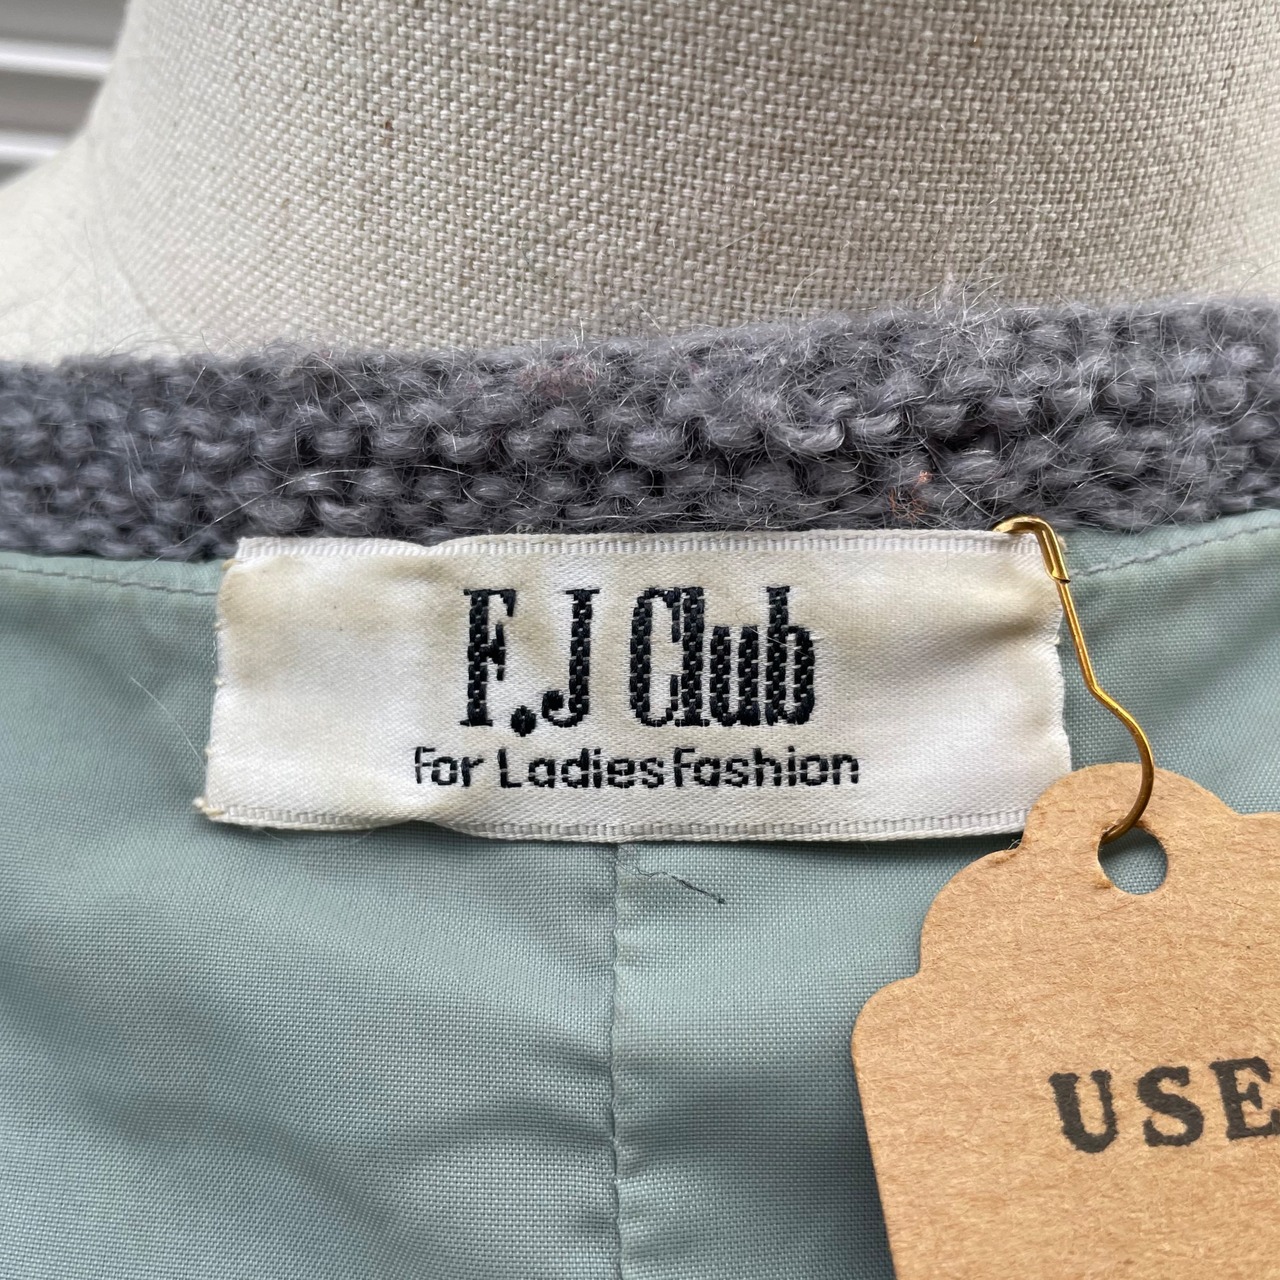 F.J Club
For Ladies Fashion
USE